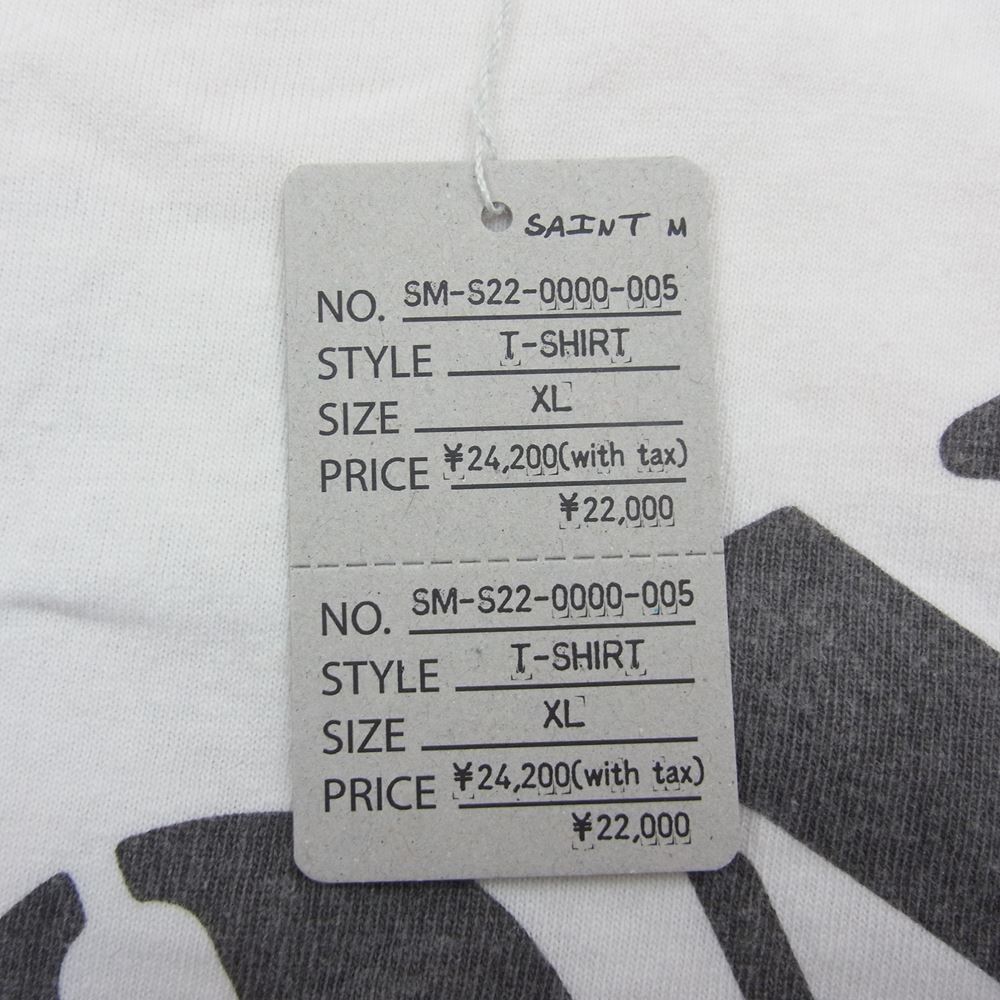 SAINT M
NO. SM-S22-0000-005
STYLE T-SHIRT
SIZE XL
PRICE ¥24,200(with tax)
¥22,000
NO. SM-S22-0000-005
STYLE T-SHIRT
SIZE XL
PRICE ¥24,200(with tax)
¥22,000